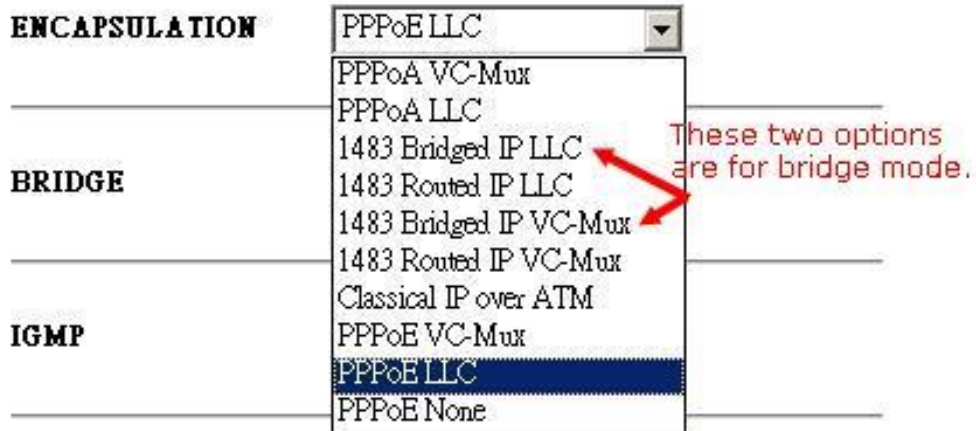 ENCAPSULATION
PPPoE LLC
PPPoA VC-Mux
PPPoA LLC
1483 Bridged IP LLC
These two options
are for bridge mode.
BRIDGE
1483 Routed IP LLC
1483 Bridged IP VC-Mux
1483 Routed IP VC-Mux
Classical IP over ATM
IGMP
PPPoE VC-Mux
PPPoE LLC
PPPoE None